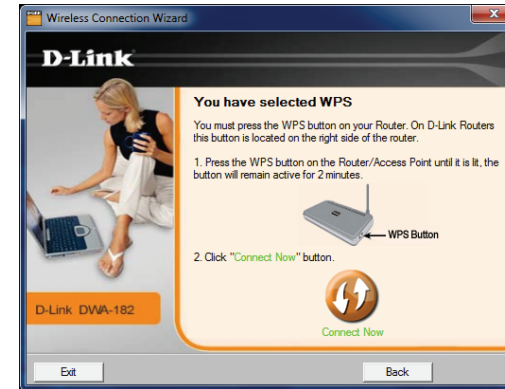 Wireless Connection Wizard
D-Link
You have selected WPS
You must press the WPS button on your Router. On D-Link Routers
this button is located on the right side of the router.
1. Press the WPS button on the Router/Access Point until it is lit, the
button will remain active for 2 minutes.
WPS Button
2. Click "Connect Now" button.
D-Link DWA-182
Connect Now
Exit
Back